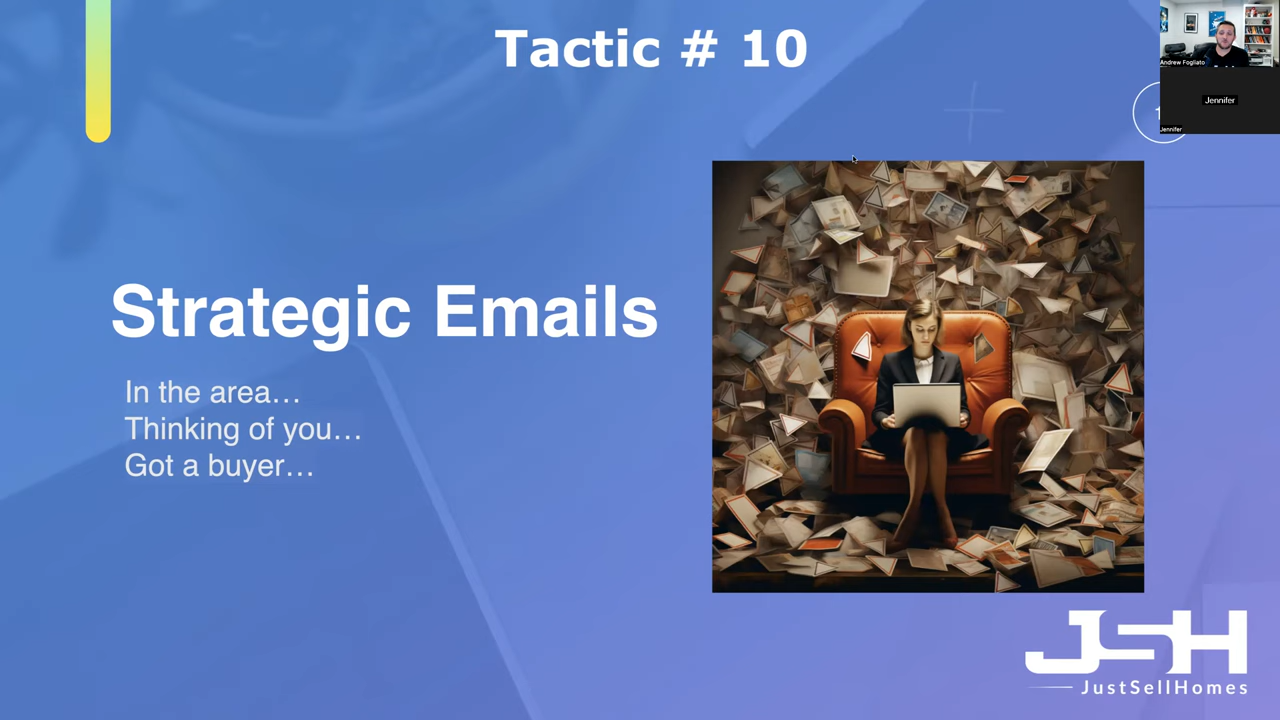 Tactic # 10
Andrew Fogliato
Jennifer
Jennifer
Strategic Emails
In the area…
Thinking of you…
Got a buyer…
JSH
JustSellHomes